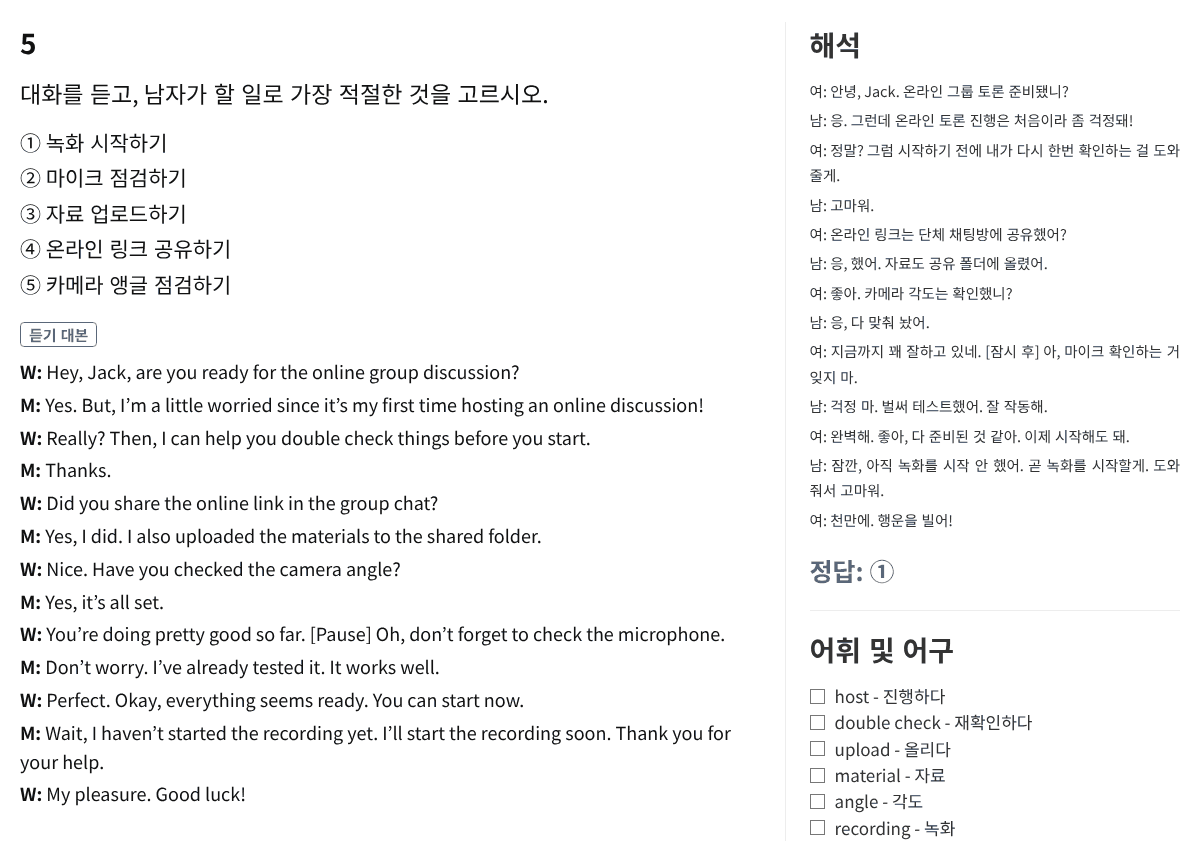 5
대화를 듣고, 남자가 할 일로 가장 적절한 것을 고르시오.
① 녹화 시작하기
② 마이크 점검하기
③ 자료 업로드하기
④ 온라인 링크 공유하기
⑤ 카메라 앵글 점검하기
듣기 대본
W: Hey, Jack, are you ready for the online group discussion?
M: Yes. But, I’m a little worried since it’s my first time hosting an online discussion!
W: Really? Then, I can help you double check things before you start.
M: Thanks.
W: Did you share the online link in the group chat?
M: Yes, I did. I also uploaded the materials to the shared folder.
W: Nice. Have you checked the camera angle?
M: Yes, it’s all set.
W: You’re doing pretty good so far. [Pause] Oh, don’t forget to check the microphone.
M: Don’t worry. I’ve already tested it. It works well.
W: Perfect. Okay, everything seems ready. You can start now.
M: Wait, I haven’t started the recording yet. I’ll start the recording soon. Thank you for
your help.
W: My pleasure. Good luck!
해석
여: 안녕, Jack. 온라인 그룹 토론 준비됐니?
남: 응. 그런데 온라인 토론 진행은 처음이라 좀 걱정돼!
여: 정말? 그럼 시작하기 전에 내가 다시 한번 확인하는 걸 도와
줄게.
남: 고마워.
여: 온라인 링크는 단체 채팅방에 공유했어?
남: 응, 했어. 자료도 공유 폴더에 올렸어.
여: 좋아. 카메라 각도는 확인했니?
남: 응, 다 맞춰 놨어.
여: 지금까지 꽤 잘하고 있네. [잠시 후] 아, 마이크 확인하는 거
잊지 마.
남: 걱정 마. 벌써 테스트했어. 잘 작동해.
여: 완벽해. 좋아, 다 준비된 것 같아. 이제 시작해도 돼.
남: 잠깐, 아직 녹화를 시작 안 했어. 곧 녹화를 시작할게. 도와
줘서 고마워.
여: 천만에. 행운을 빌어!
정답: ①
어휘 및 어구
host - 진행하다
double check - 재확인하다
upload - 올리다
material - 자료
angle - 각도
recording - 녹화